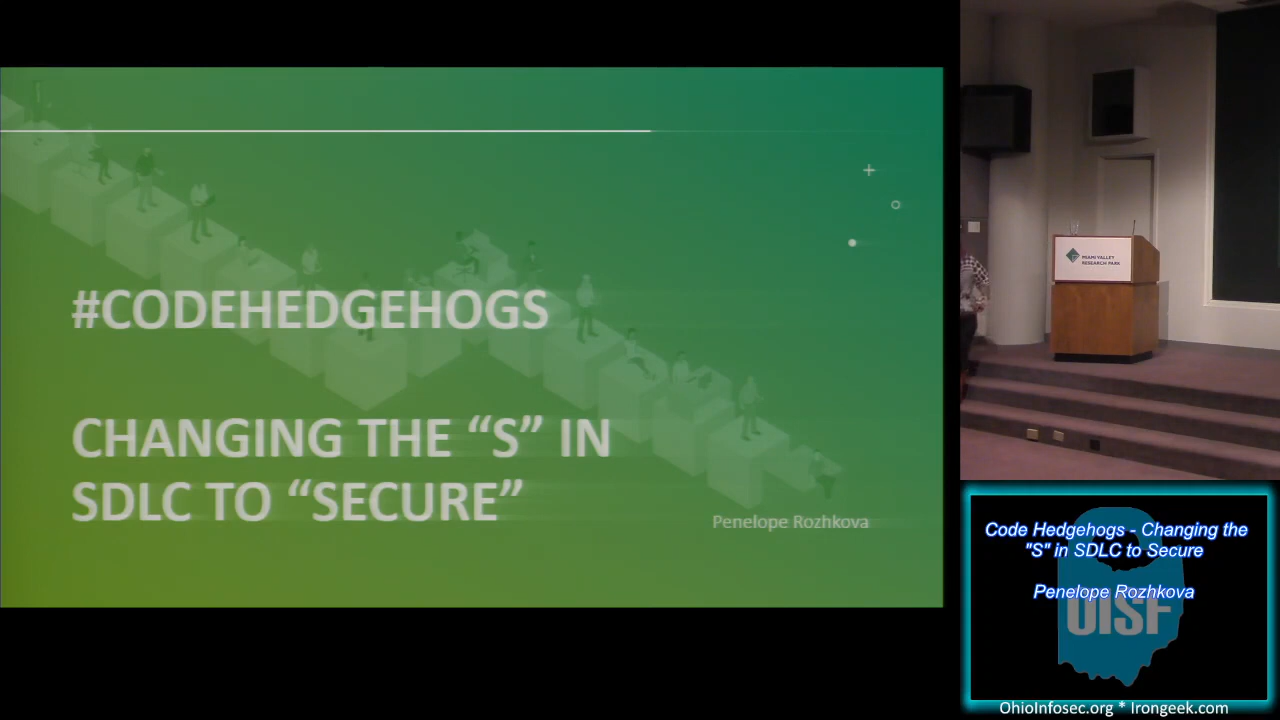 #CODEHEDGEHOGS
CHANGING THE “S” IN
SDLC TO “SECURE”
Penelope Rozhkova
MIAMI VALLEY
RESEARCH PARK
Code Hedgehogs - Changing the
"S" in SDLC to Secure
Penelope Rozhkova
OISF
OhioInfosec.org * Irongeek.com